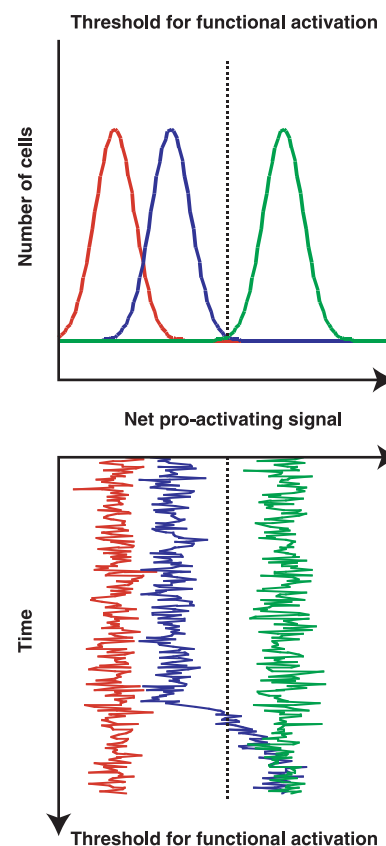 Threshold for functional activation
Number of cells
Net pro-activating signal
Time
Threshold for functional activation